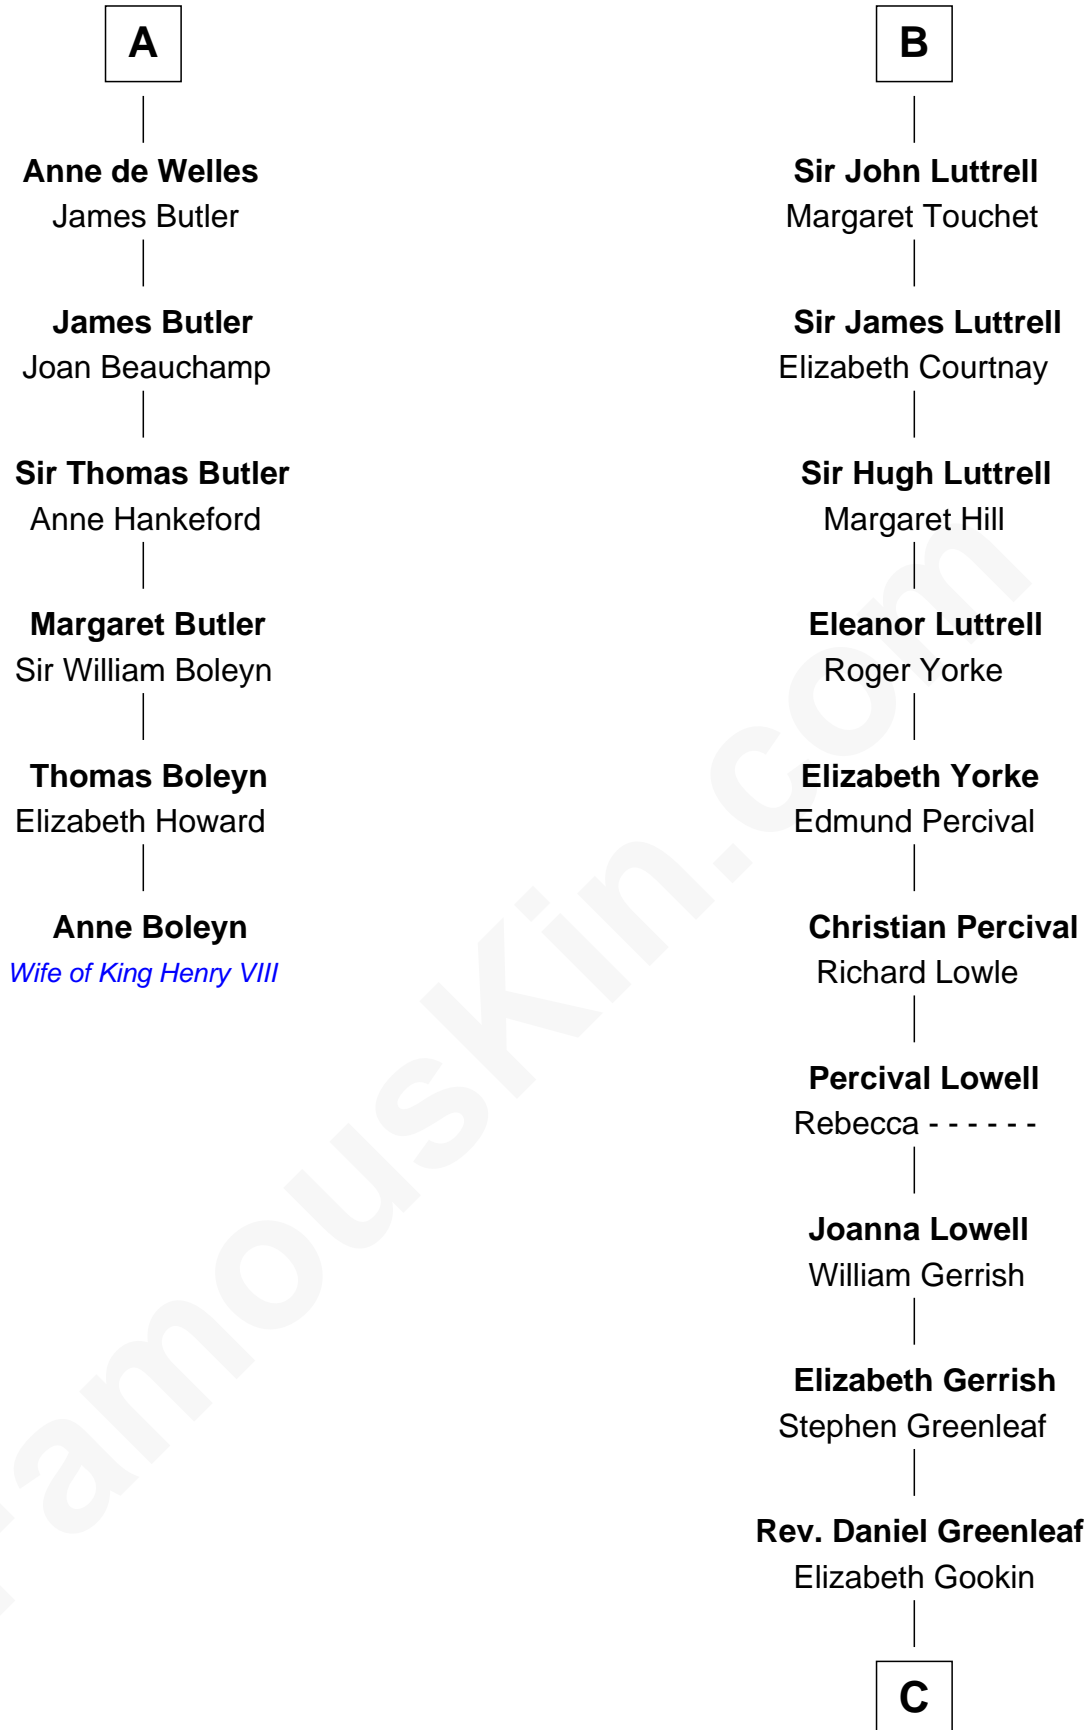 A
Anne de Welles
James Butler
James Butler
Joan Beauchamp
Sir Thomas Butler
Anne Hankeford
Margaret Butler
Sir William Boleyn
Thomas Boleyn
Elizabeth Howard
Anne Boleyn
Wife of King Henry VIII
B
Sir John Luttrell
Margaret Touchet
Sir James Luttrell
Elizabeth Courtnay
Sir Hugh Luttrell
Margaret Hill
Eleanor Luttrell
Roger Yorke
Elizabeth Yorke
Edmund Percival
Christian Percival
Richard Lowle
Percival Lowell
Rebecca - - - - - -
Joanna Lowell
William Gerrish
Elizabeth Gerrish
Stephen Greenleaf
Rev. Daniel Greenleaf
Elizabeth Gookin
C
FamousKin.com